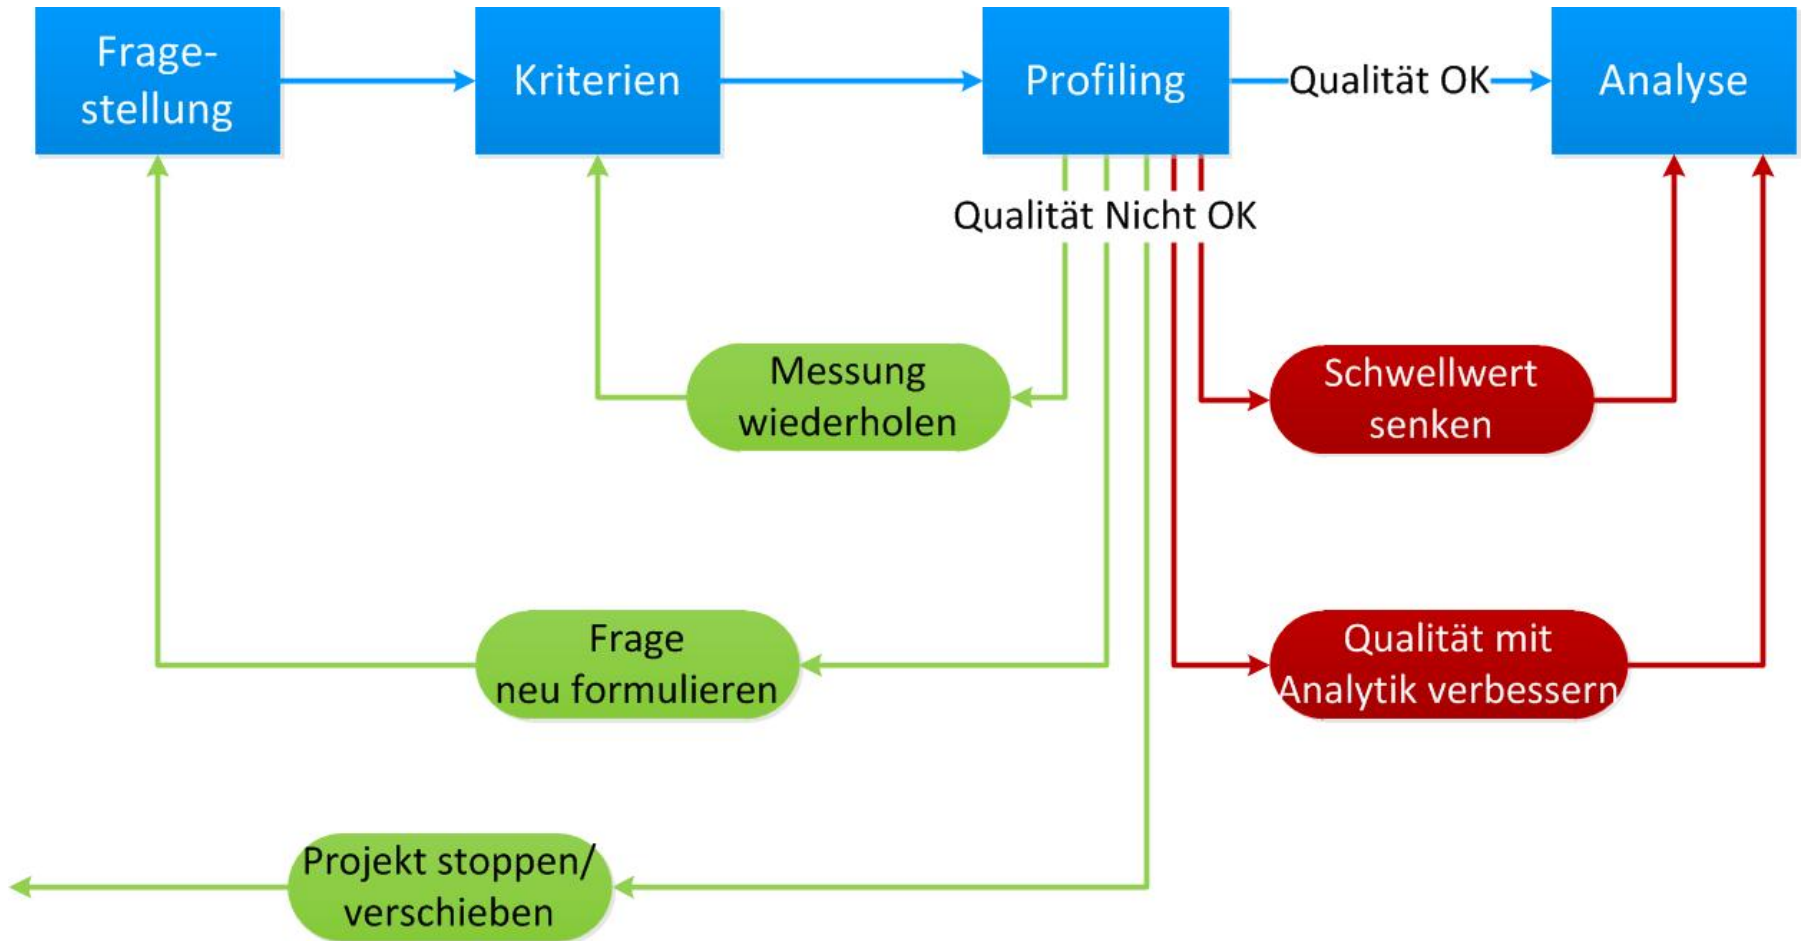 Frage-
stellung
Kriterien
Profiling
Qualität OK
Analyse
Qualität Nicht OK
Messung
wiederholen
Schwellwert
senken
Frage
neu formulieren
Qualität mit
Analytik verbessern
Projekt stoppen/
verschieben